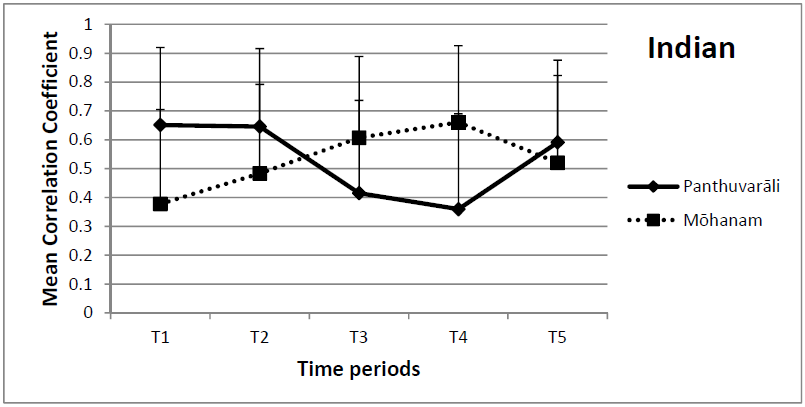 Indian
Mean Correlation Coefficient
1
0.9
0.8
0.7
0.6
0.5
0.4
0.3
0.2
0.1
0
T1 T2 T3 T4 T5
Time periods
Panthuvarāli
Mōhanam